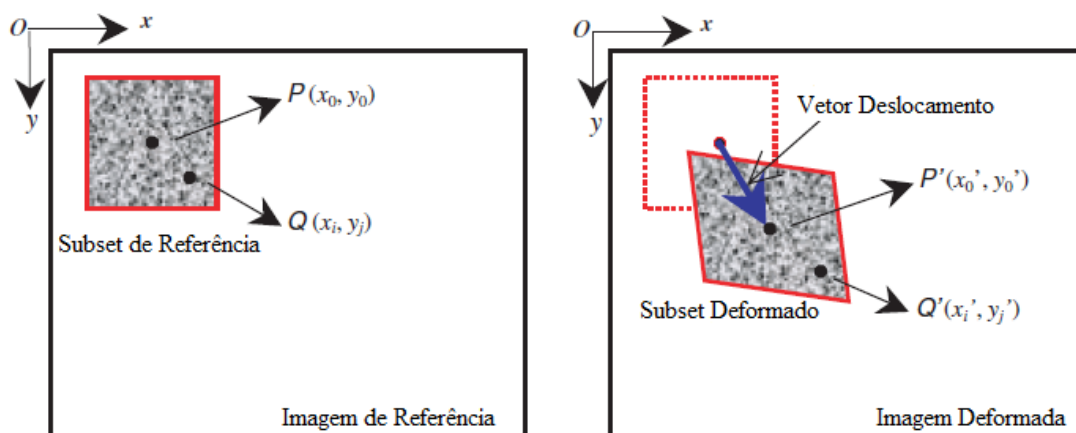 O x
y
P (x₀, y₀)
Q (xᵢ, yⱼ)
Subset de Referência
Imagem de Referência
O x
y
Vetor Deslocamento
P’(x₀’, y₀’)
Q’(xᵢ’, yⱼ’)
Subset Deformado
Imagem Deformada